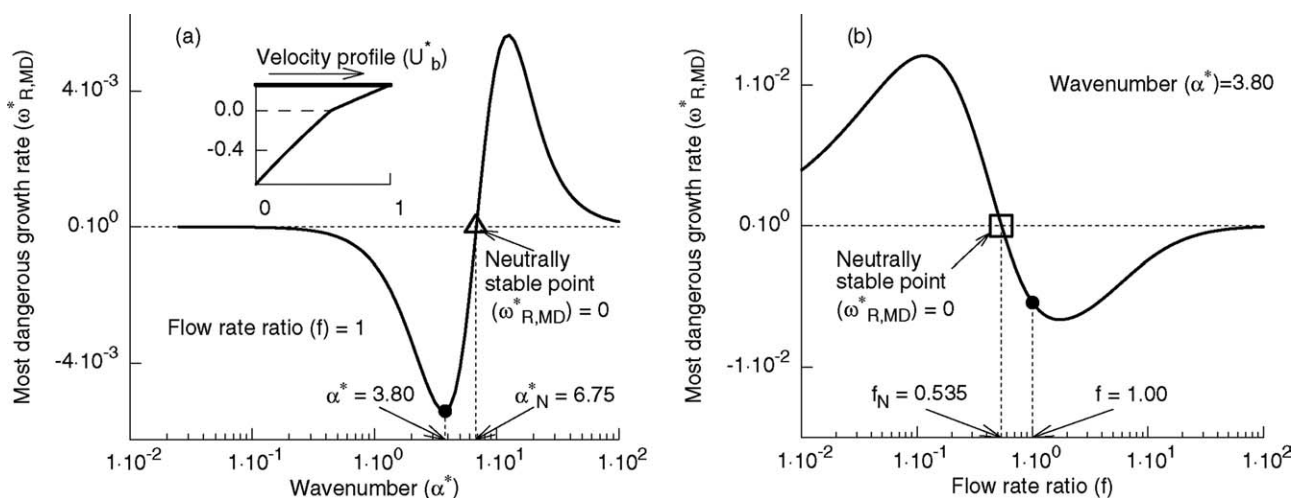 (a)
Velocity profile (U*b)
0.0
-0.4
0
1
Most dangerous growth rate (ω*R,MD)
4·10-3
0·100
-4·10-3
Neutrally
stable point
(ω*R,MD) = 0
Flow rate ratio (f) = 1
α* = 3.80
α*N = 6.75
1·10-2
1·10-1
1·100
1·101
1·102
Wavenumber (α*)
(b)
Wavenumber (α*)=3.80
Most dangerous growth rate (ω*R,MD)
1·10-2
0·100
-1·10-2
Neutrally
stable point
(ω*R,MD) = 0
fN = 0.535
f = 1.00
1·10-2
1·10-1
1·100
1·101
1·102
Flow rate ratio (f)